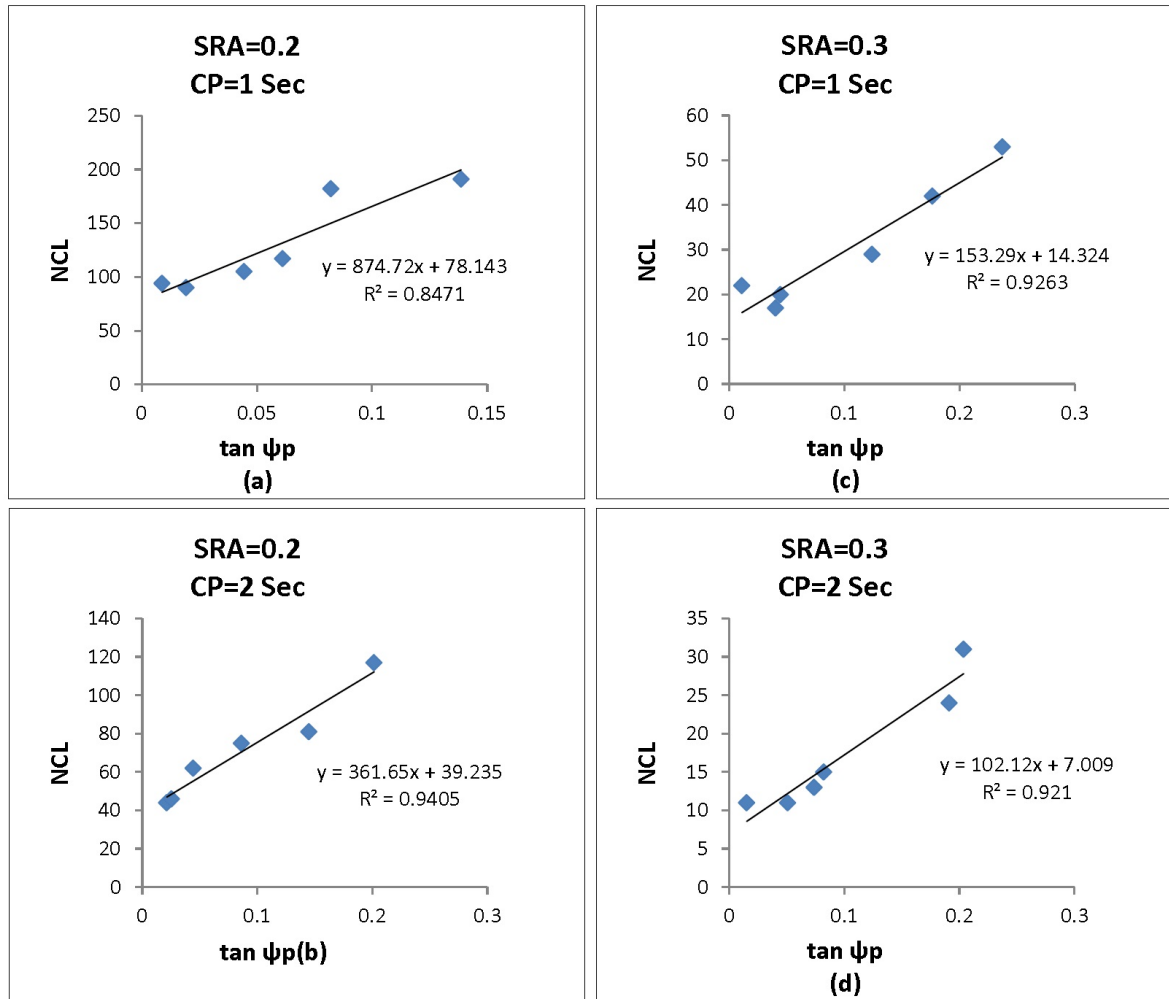 SRA=0.2
CP=1 Sec
250
200
150
100
50
0
NCL
y = 874.72x + 78.143
R² = 0.8471
0 0.05 0.1 0.15
tan ψp
(a)
SRA=0.3
CP=1 Sec
60
50
40
30
20
10
0
NCL
y = 153.29x + 14.324
R² = 0.9263
0 0.1 0.2 0.3
tan ψp
(c)
SRA=0.2
CP=2 Sec
140
120
100
80
60
40
20
0
NCL
y = 361.65x + 39.235
R² = 0.9405
0 0.1 0.2 0.3
tan ψp(b)
SRA=0.3
CP=2 Sec
35
30
25
20
15
10
5
0
NCL
y = 102.12x + 7.009
R² = 0.921
0 0.1 0.2 0.3
tan ψp
(d)